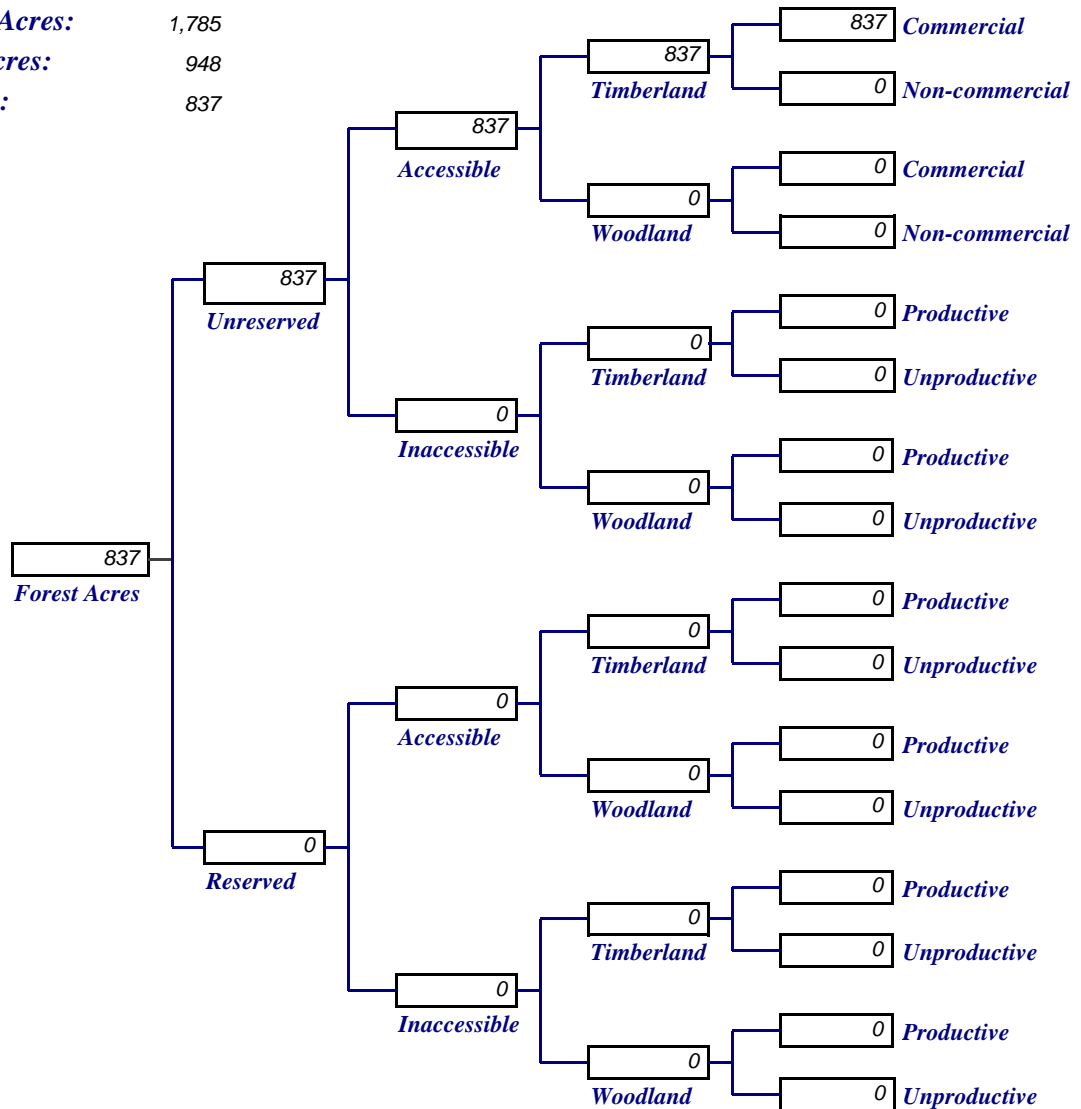 Acres: 1,785
cres: 948
: 837
837 Commercial
837
Timberland
0 Non-commercial
837
Accessible
0 Commercial
0
Woodland
0 Non-commercial
837
Unreserved
0 Productive
0
Timberland
0 Unproductive
0
Inaccessible
0 Productive
0
Woodland
0 Unproductive
837
Forest Acres
0 Productive
0
Timberland
0 Unproductive
0
Accessible
0 Productive
0
Woodland
0 Unproductive
0
Reserved
0 Productive
0
Timberland
0 Unproductive
0
Inaccessible
0 Productive
0
Woodland
0 Unproductive